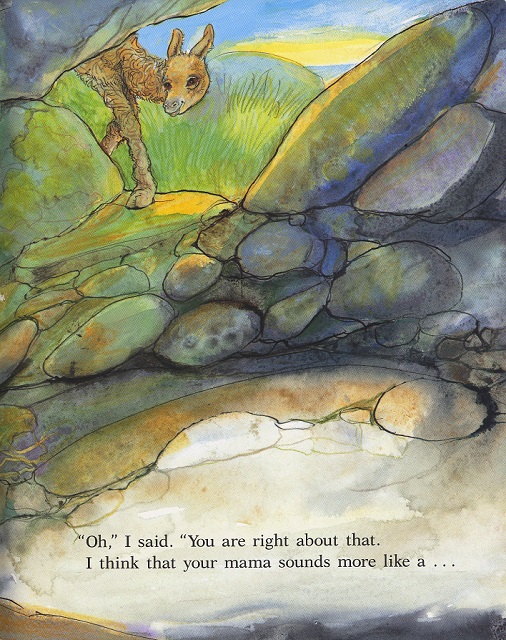 “Oh,” I said. “You are right about that.
I think that your mama sounds more like a . . .